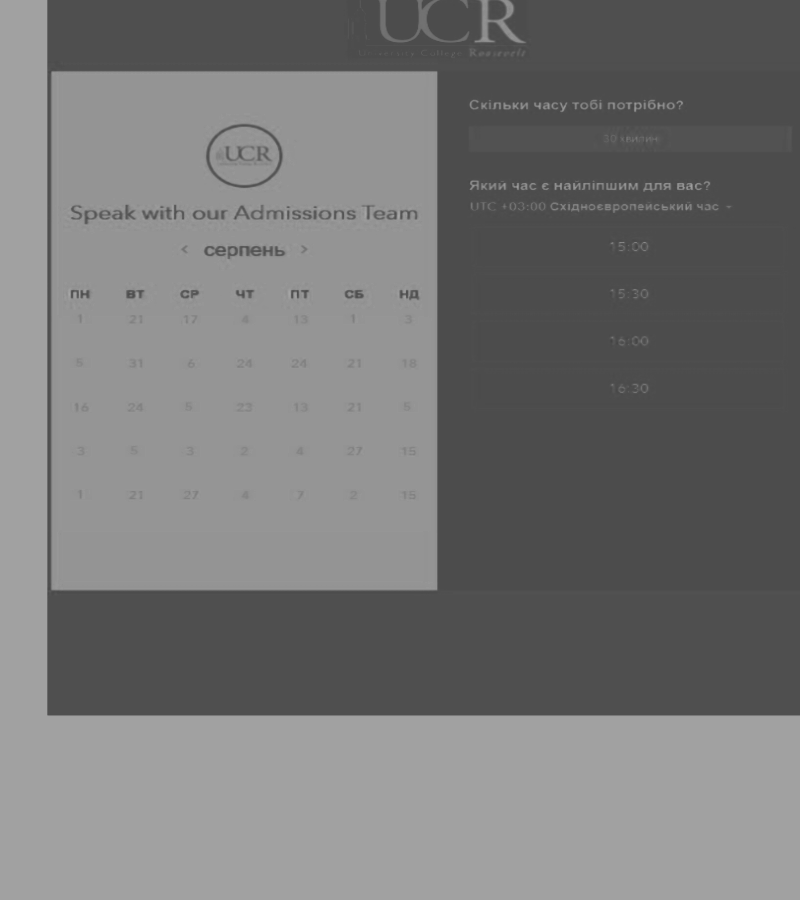 UCR
University College Roosevelt
UCR
Speak with our Admissions Team
< серпень >
ПН ВТ СР ЧТ ПТ СБ НД
1 21 17 4 13 1 3
5 31 6 24 24 21 18
16 24 5 23 13 21 5
3 5 3 2 4 27 15
1 21 27 4 7 2 15
Скільки часу тобі потрібно?
30 хвилин
Який час є найліпшим для вас?
UTC +03:00 Східноєвропейський час
15:00
15:30
16:00
16:30